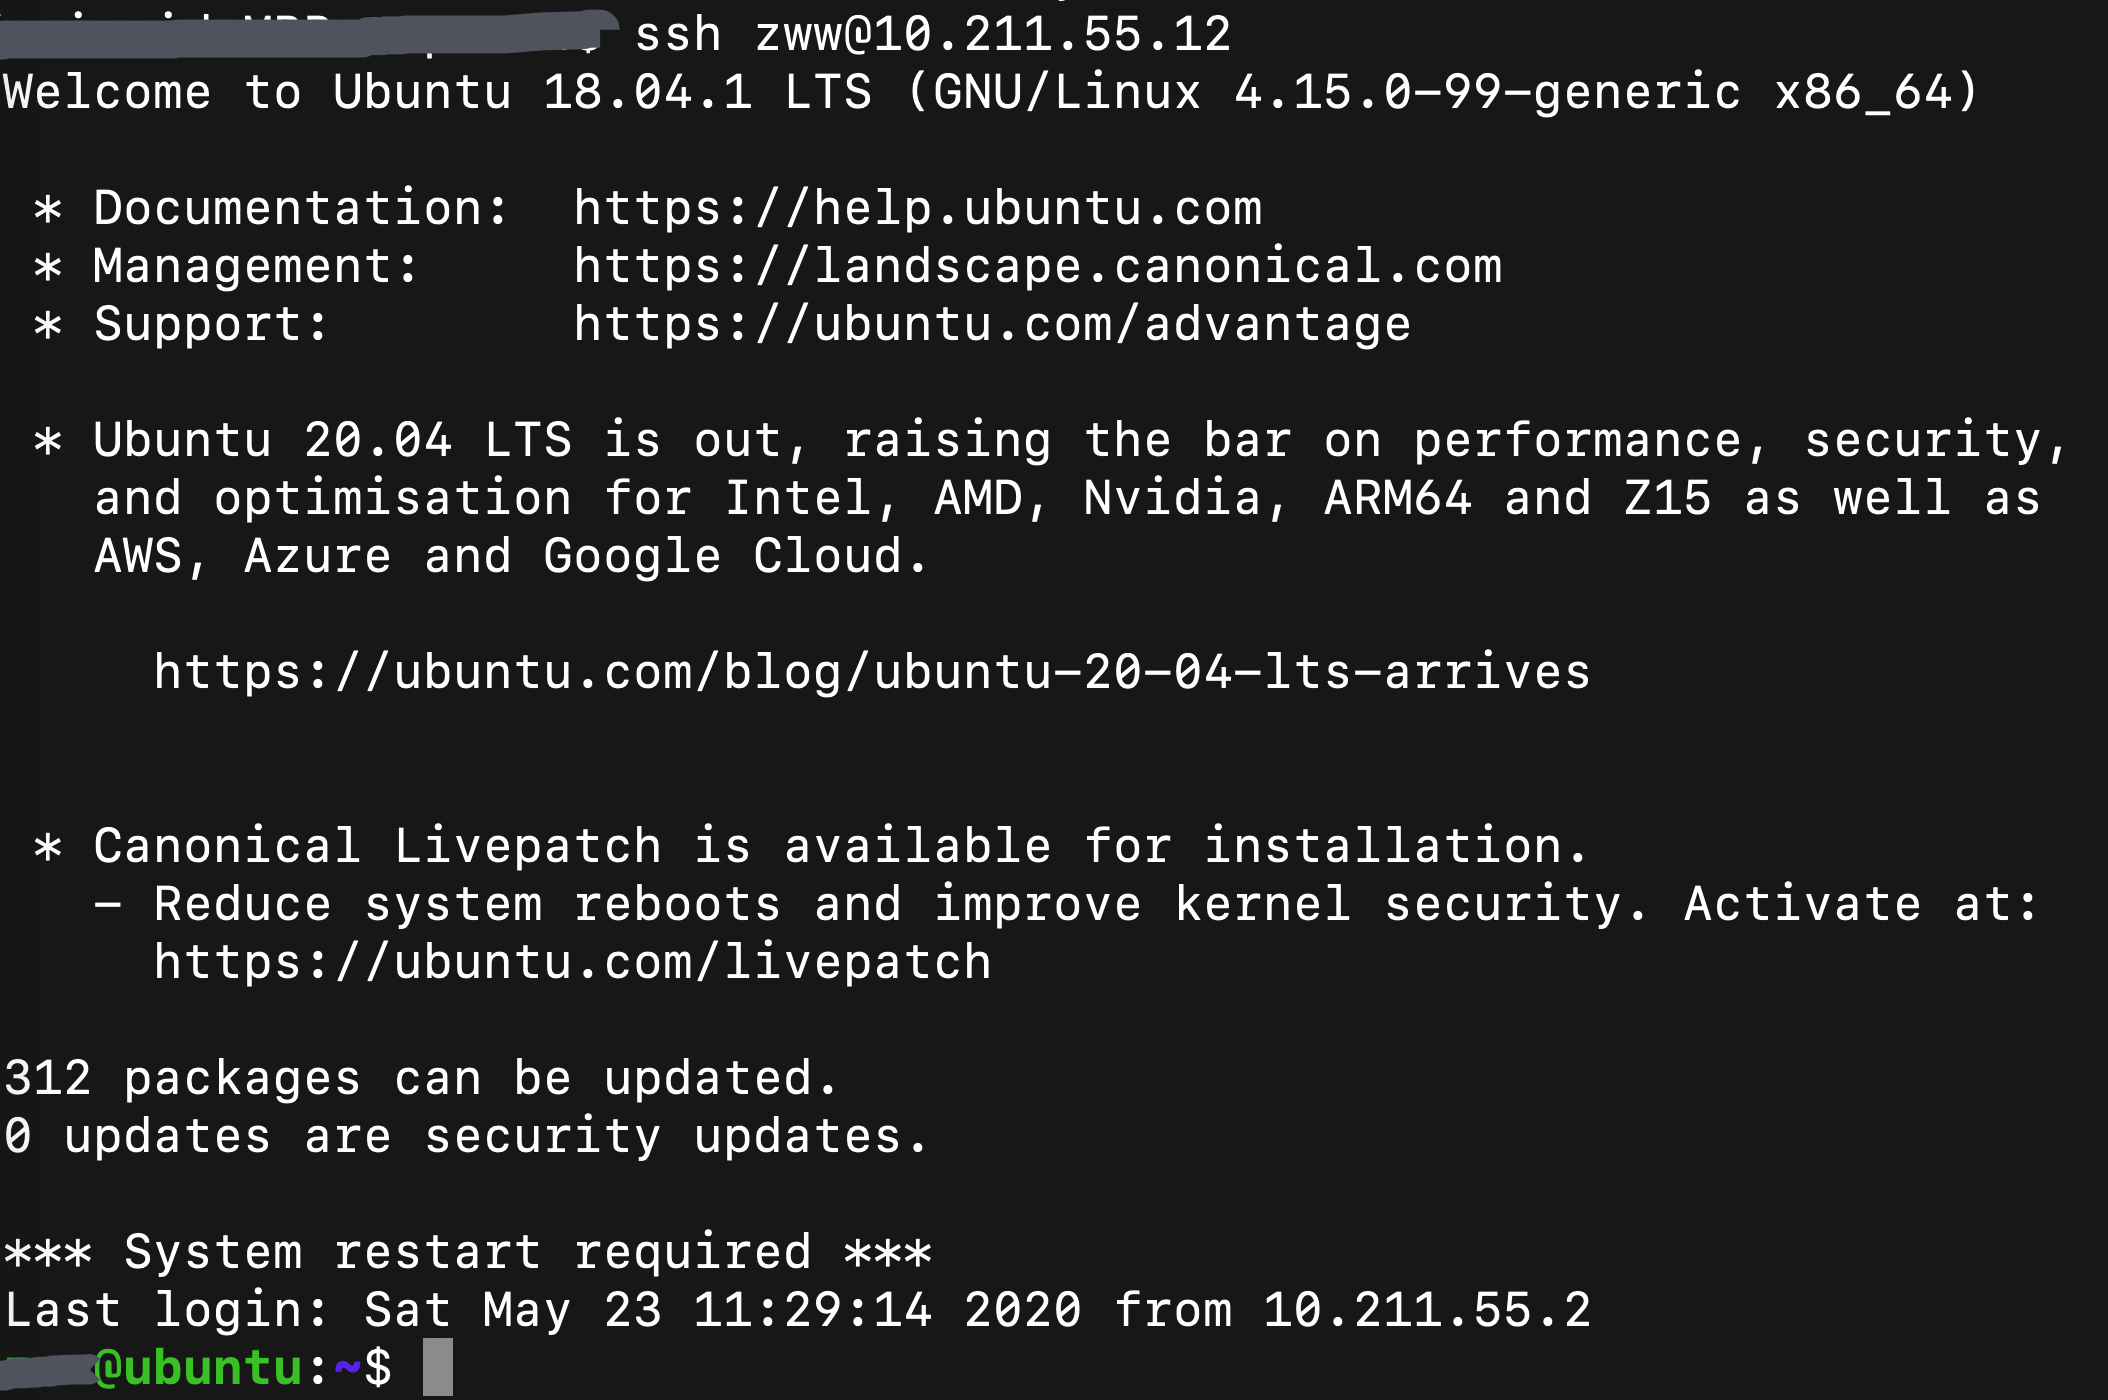 ssh zww@10.211.55.12
Welcome to Ubuntu 18.04.1 LTS (GNU/Linux 4.15.0-99-generic x86_64)
* Documentation:  https://help.ubuntu.com
* Management:     https://landscape.canonical.com
* Support:        https://ubuntu.com/advantage
* Ubuntu 20.04 LTS is out, raising the bar on performance, security,
and optimisation for Intel, AMD, Nvidia, ARM64 and Z15 as well as
AWS, Azure and Google Cloud.
https://ubuntu.com/blog/ubuntu-20-04-lts-arrives
* Canonical Livepatch is available for installation.
- Reduce system reboots and improve kernel security. Activate at:
https://ubuntu.com/livepatch
312 packages can be updated.
0 updates are security updates.
*** System restart required ***
Last login: Sat May 23 11:29:14 2020 from 10.211.55.2
@ubuntu:~$